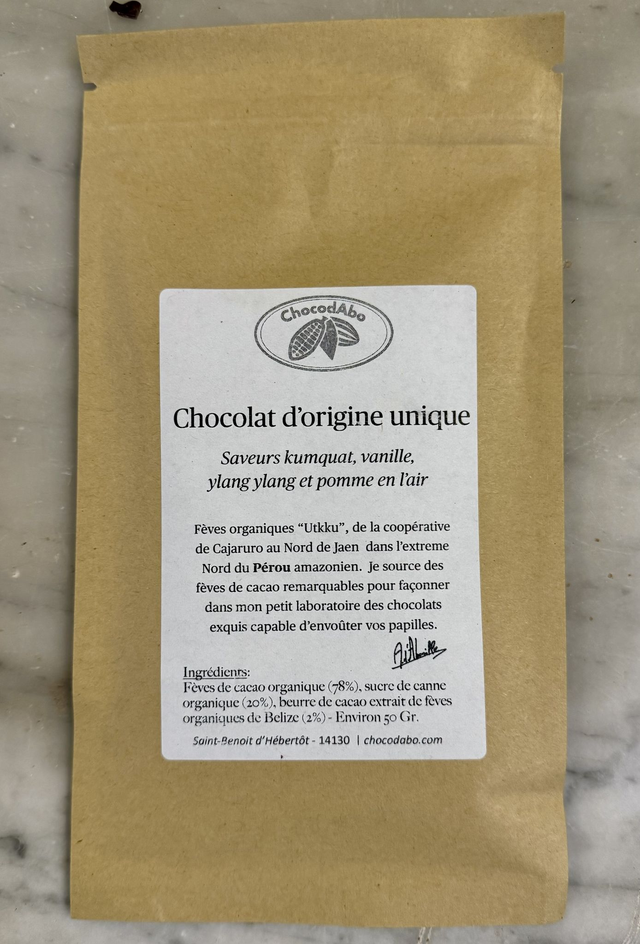 ChocodAbo
Chocolat d'origine unique
Saveurs kumquat, vanille,
ylang ylang et pomme en l'air
Fèves organiques “Utkku”, de la coopérative
de Cajaruro au Nord de Jaen dans l'extreme
Nord du Pérou amazonien. Je source des
fèves de cacao remarquables pour façonner
dans mon petit laboratoire des chocolats
exquis capable d'envoûter vos papilles.
Ingrédienrs:
Fèves de cacao organique (78%), sucre de canne
organique (20%), beurre de cacao extrait de fèves
organiques de Belize (2%) - Environ 50 Gr.
Saint-Benoit d'Hébertôt - 14130 | chocodabo.com